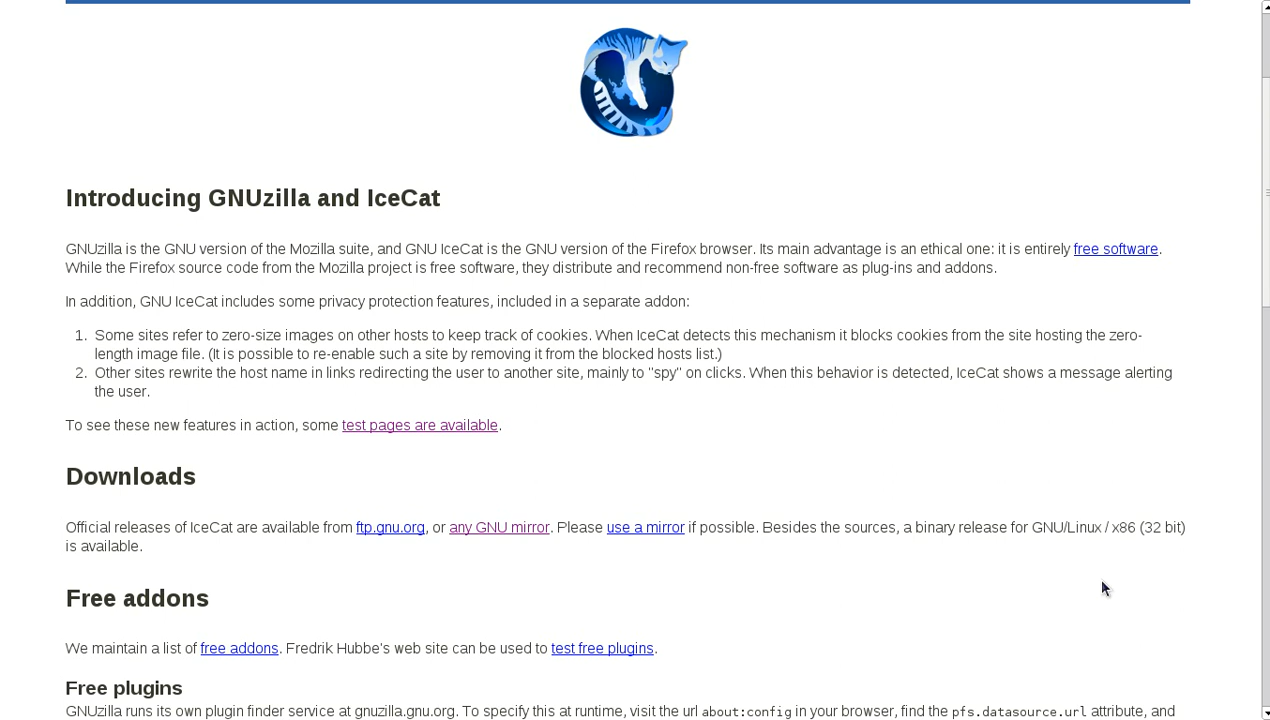 Introducing GNUzilla and IceCat
GNUzilla is the GNU version of the Mozilla suite, and GNU IceCat is the GNU version of the Firefox browser. Its main advantage is an ethical one: it is entirely free software.
While the Firefox source code from the Mozilla project is free software, they distribute and recommend non-free software as plug-ins and addons.
In addition, GNU IceCat includes some privacy protection features, included in a separate addon:
1. Some sites refer to zero-size images on other hosts to keep track of cookies. When IceCat detects this mechanism it blocks cookies from the site hosting the zero-
length image file. (It is possible to re-enable such a site by removing it from the blocked hosts list.)
2. Other sites rewrite the host name in links redirecting the user to another site, mainly to "spy" on clicks. When this behavior is detected, IceCat shows a message alerting
the user.
To see these new features in action, some test pages are available.
Downloads
Official releases of IceCat are available from ftp.gnu.org, or any GNU mirror. Please use a mirror if possible. Besides the sources, a binary release for GNU/Linux / x86 (32 bit)
is available.
Free addons
We maintain a list of free addons. Fredrik Hubbe's web site can be used to test free plugins.
Free plugins
GNUzilla runs its own plugin finder service at gnuzilla.gnu.org. To specify this at runtime, visit the url about:config in your browser, find the pfs.datasource.url attribute, and